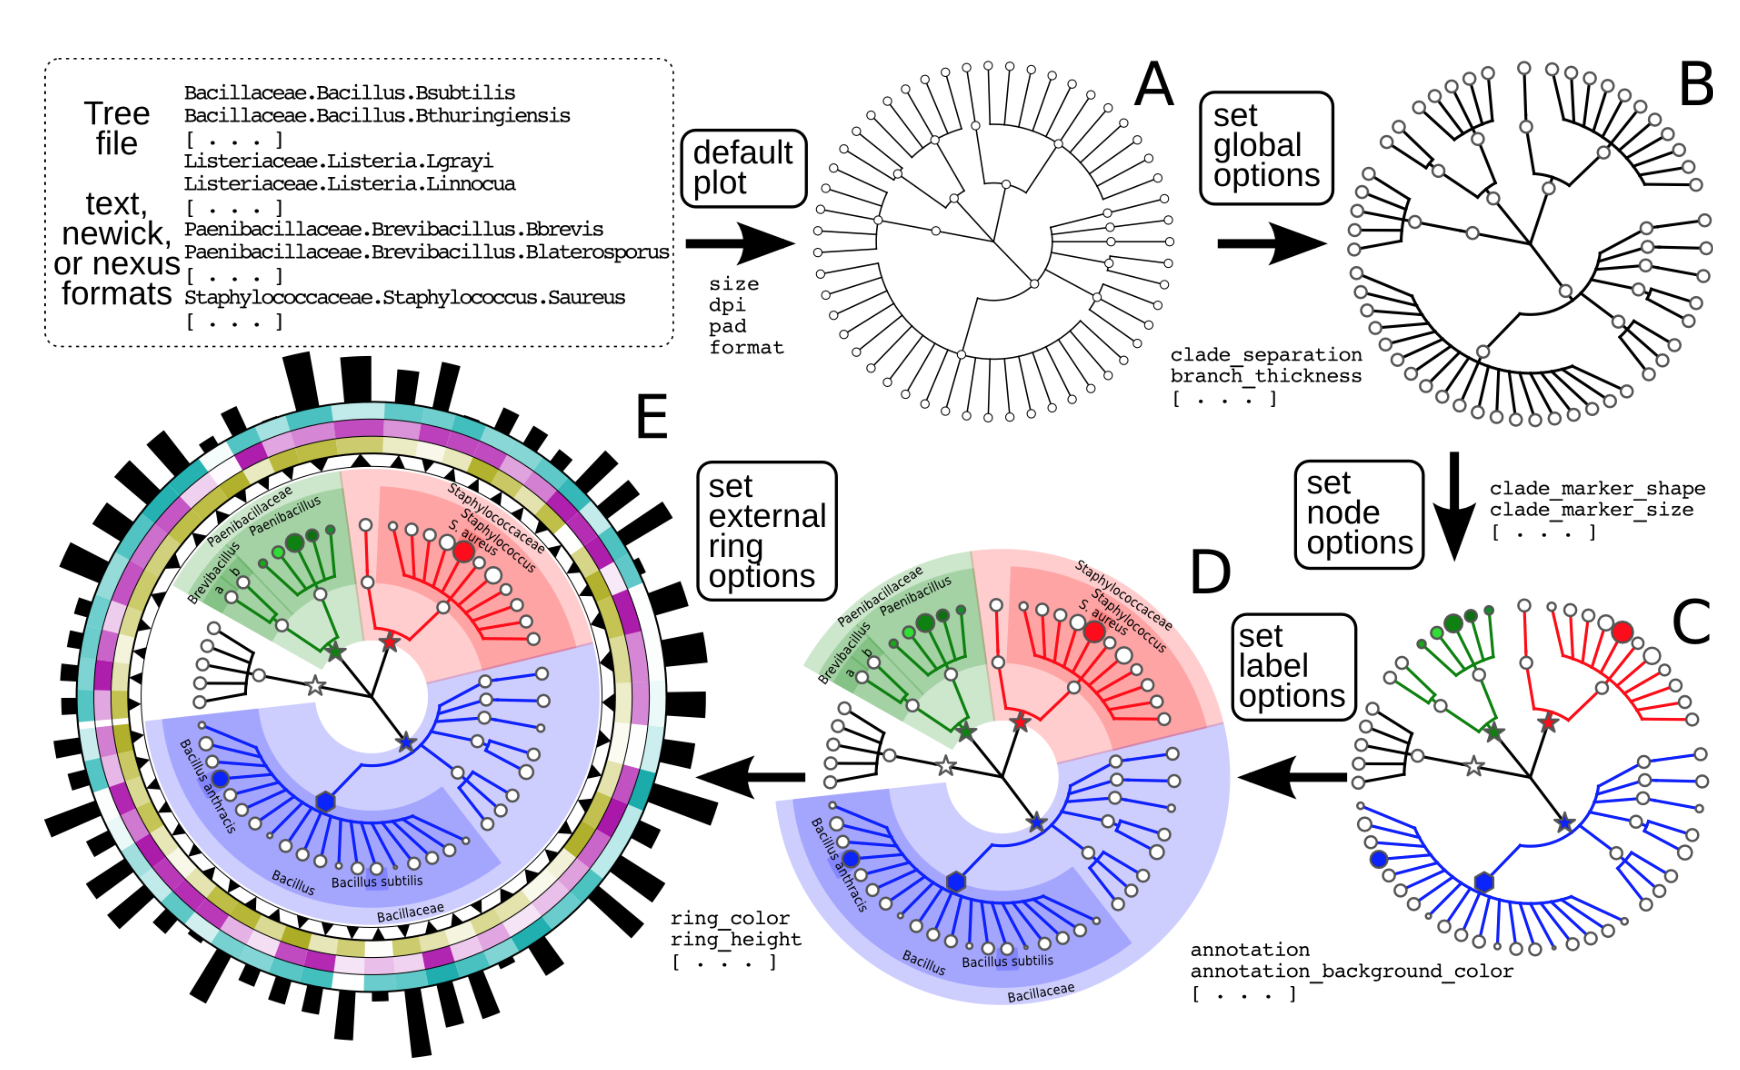 Tree
file
text,
newick,
or nexus
formats
Bacillaceae.Bacillus.Bsubtilis
Bacillaceae.Bacillus.Bthuringiensis
[ . . . ]
Listeriaceae.Listeria.Lgrayi
Listeriaceae.Listeria.Linnocua
[ . . . ]
Paenibacillaceae.Brevibacillus.Bbrevis
Paenibacillaceae.Brevibacillus.Blaterosporus
[ . . . ]
Staphylococcaceae.Staphylococcus.Saureus
[ . . . ]
default
plot
size
dpi
pad
format
A
set
global
options
clade_separation
branch_thickness
[ . . . ]
B
set
node
options
clade_marker_shape
clade_marker_size
[ . . . ]
C
set
label
options
annotation
annotation_background_color
[ . . . ]
D
Paenibacillaceae
Paenibacillus
Brevibacillus
a
b
Staphylococcaceae
Staphylococcus
S. aureus
Bacillus anthracis
Bacillus
Bacillus subtilis
Bacillaceae
set
external
ring
options
ring_color
ring_height
[ . . . ]
E
Paenibacillaceae
Paenibacillus
Brevibacillus
a
b
Staphylococcaceae
Staphylococcus
S. aureus
Bacillus anthracis
Bacillus
Bacillus subtilis
Bacillaceae